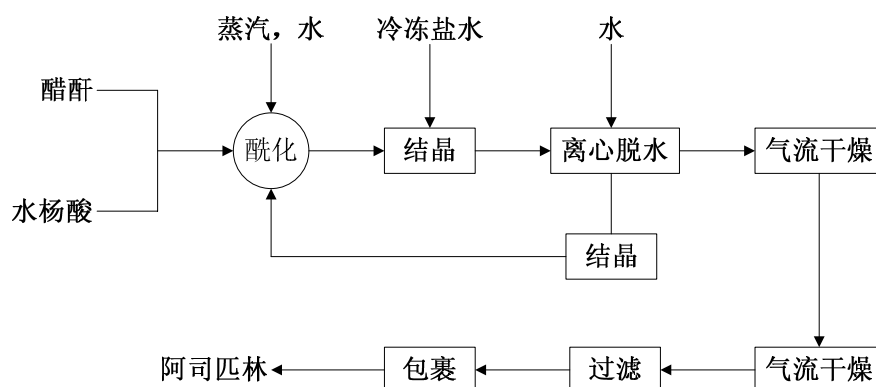 蒸汽，水
冷冻盐水
水
醋酐
酰化
结晶
离心脱水
气流干燥
水杨酸
结晶
阿司匹林
包裹
过滤
气流干燥